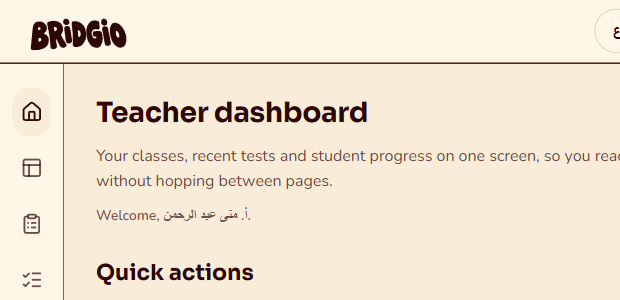 BRiDGiO
ع
Teacher dashboard
Your classes, recent tests and student progress on one screen, so you
without hopping between pages.
Welcome, أ. منى عبد الرحمن.
Quick actions